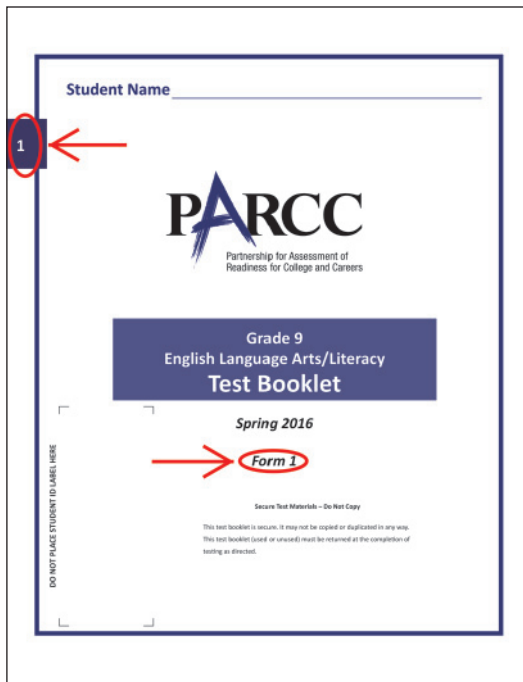 Student Name
1
PARCC
Partnership for Assessment of
Readiness for College and Careers
Grade 9
English Language Arts/Literacy
Test Booklet
Spring 2016
Form 1
Secure Test Materials – Do Not Copy
This test booklet is secure. It may not be copied or duplicated in any way.
This test booklet (used or unused) must be returned at the completion of
testing as directed.
DO NOT PLACE STUDENT ID LABEL HERE